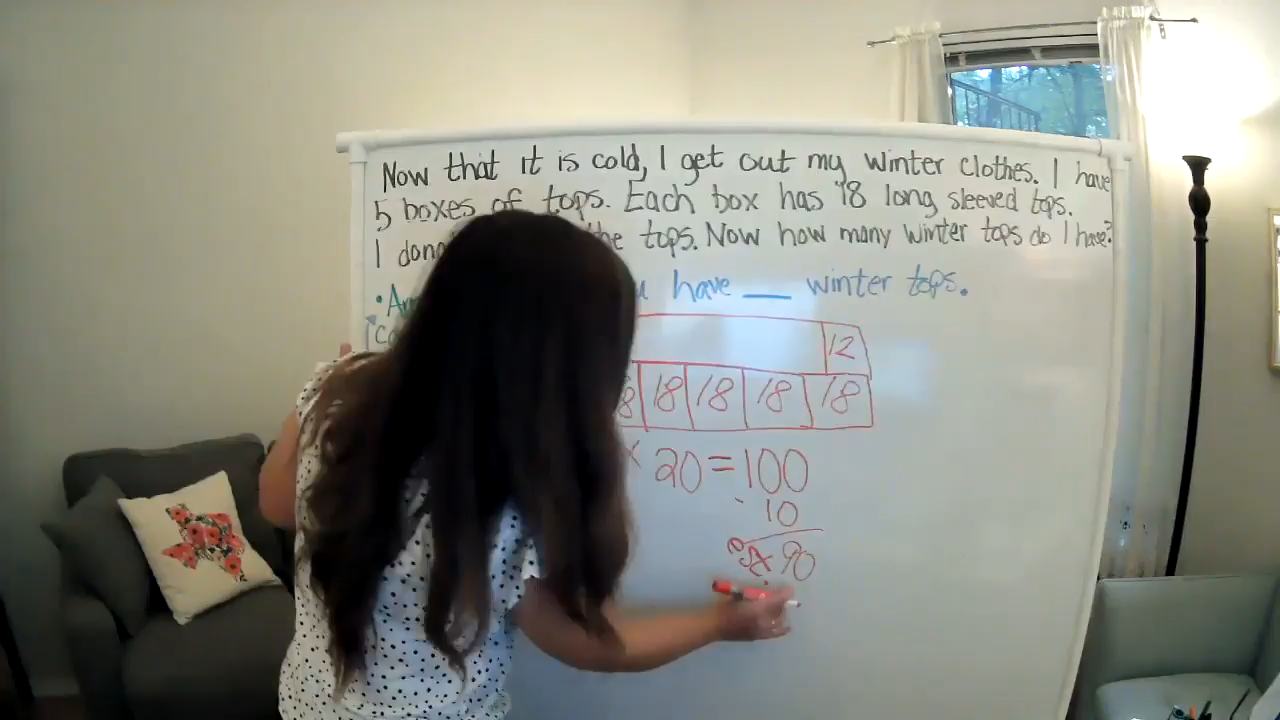 Now that it is cold, I get out my winter clothes. I have
5 boxes of tops. Each box has 18 long sleeved tops.
I the tops. Now how many winter tops do I have?
have ___ winter tops.
12
18 18 18 18
20 = 100
- 10
90